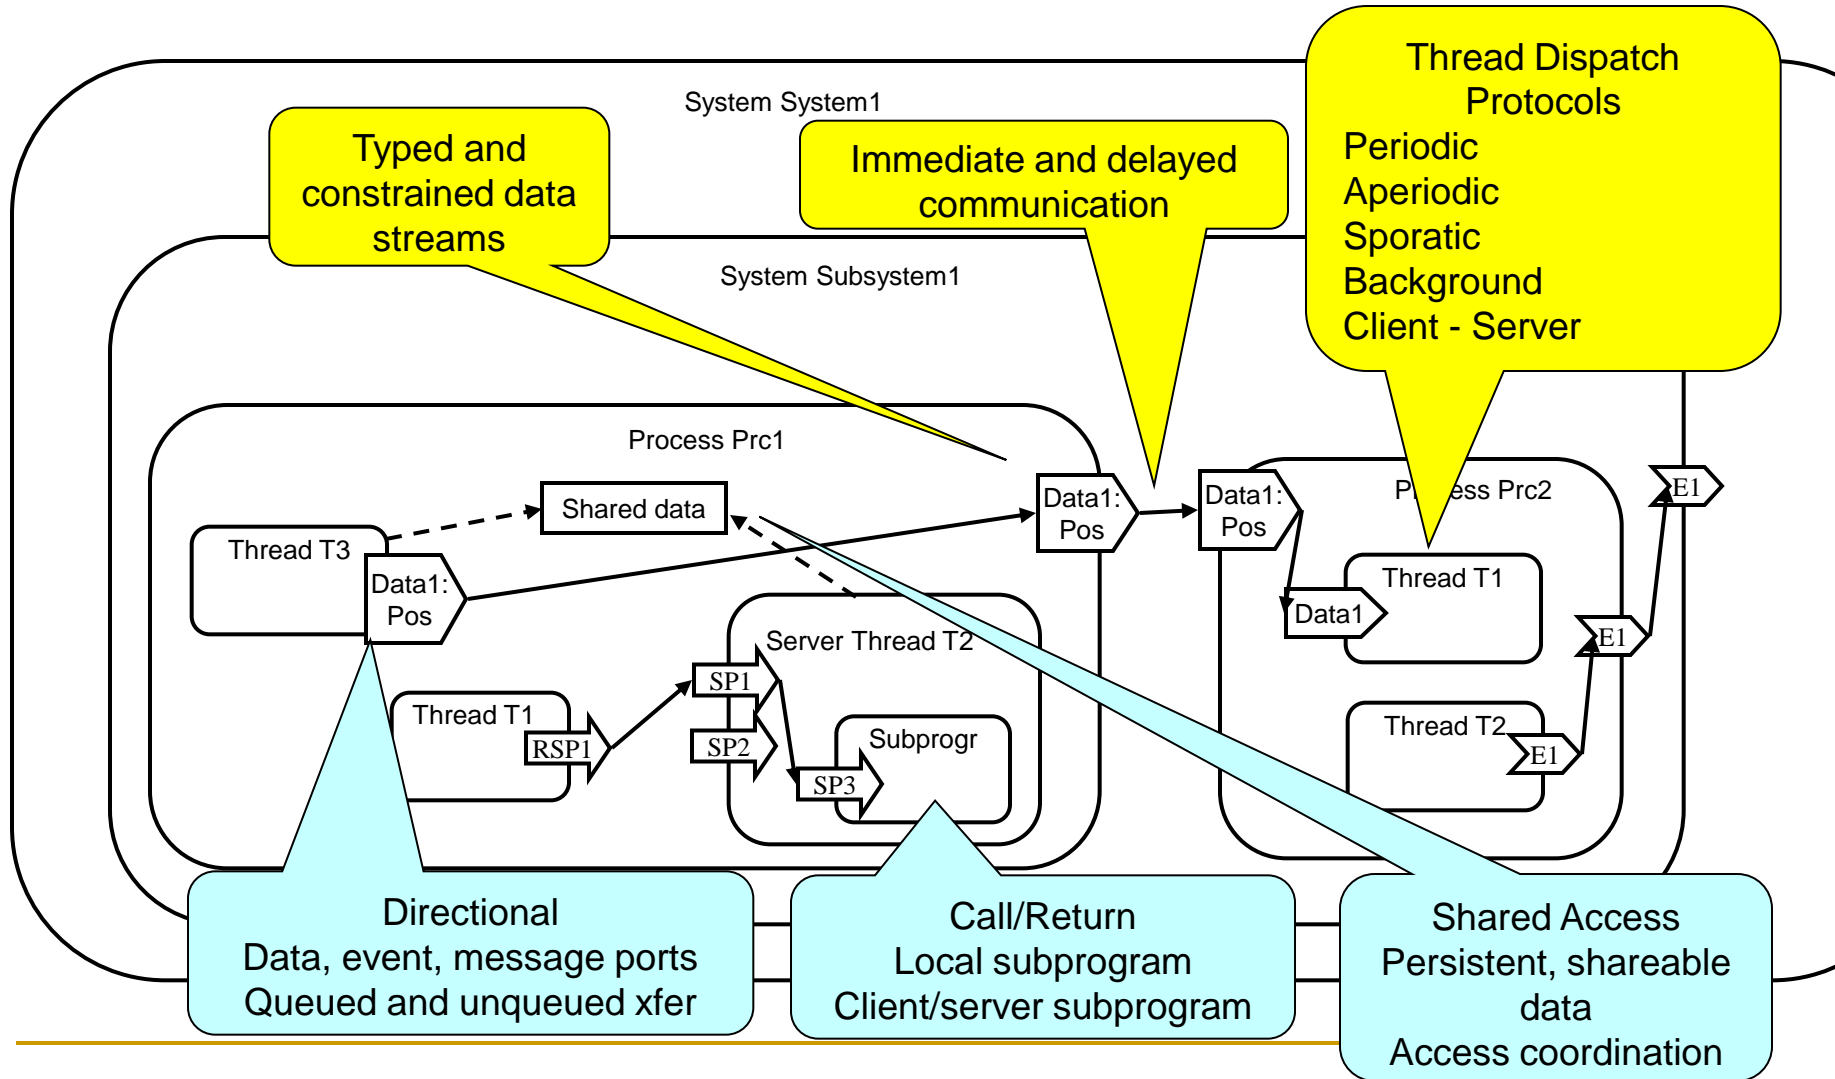 System System1
Thread Dispatch
Protocols
Periodic
Aperiodic
Sporatic
Background
Client - Server
Typed and
constrained data
streams
Immediate and delayed
communication
System Subsystem1
Process Prc1
Shared data
Thread T3
Data1:
Pos
Data1:
Pos
Data1:
Pos
Prcess Prc2
E1
Thread T1
Data1
E1
Server Thread T2
SP1
SP2
Thread T1
RSP1
Subprogr
SP3
Thread T2
E1
Directional
Data, event, message ports
Queued and unqueued xfer
Call/Return
Local subprogram
Client/server subprogram
Shared Access
Persistent, shareable
data
Access coordination